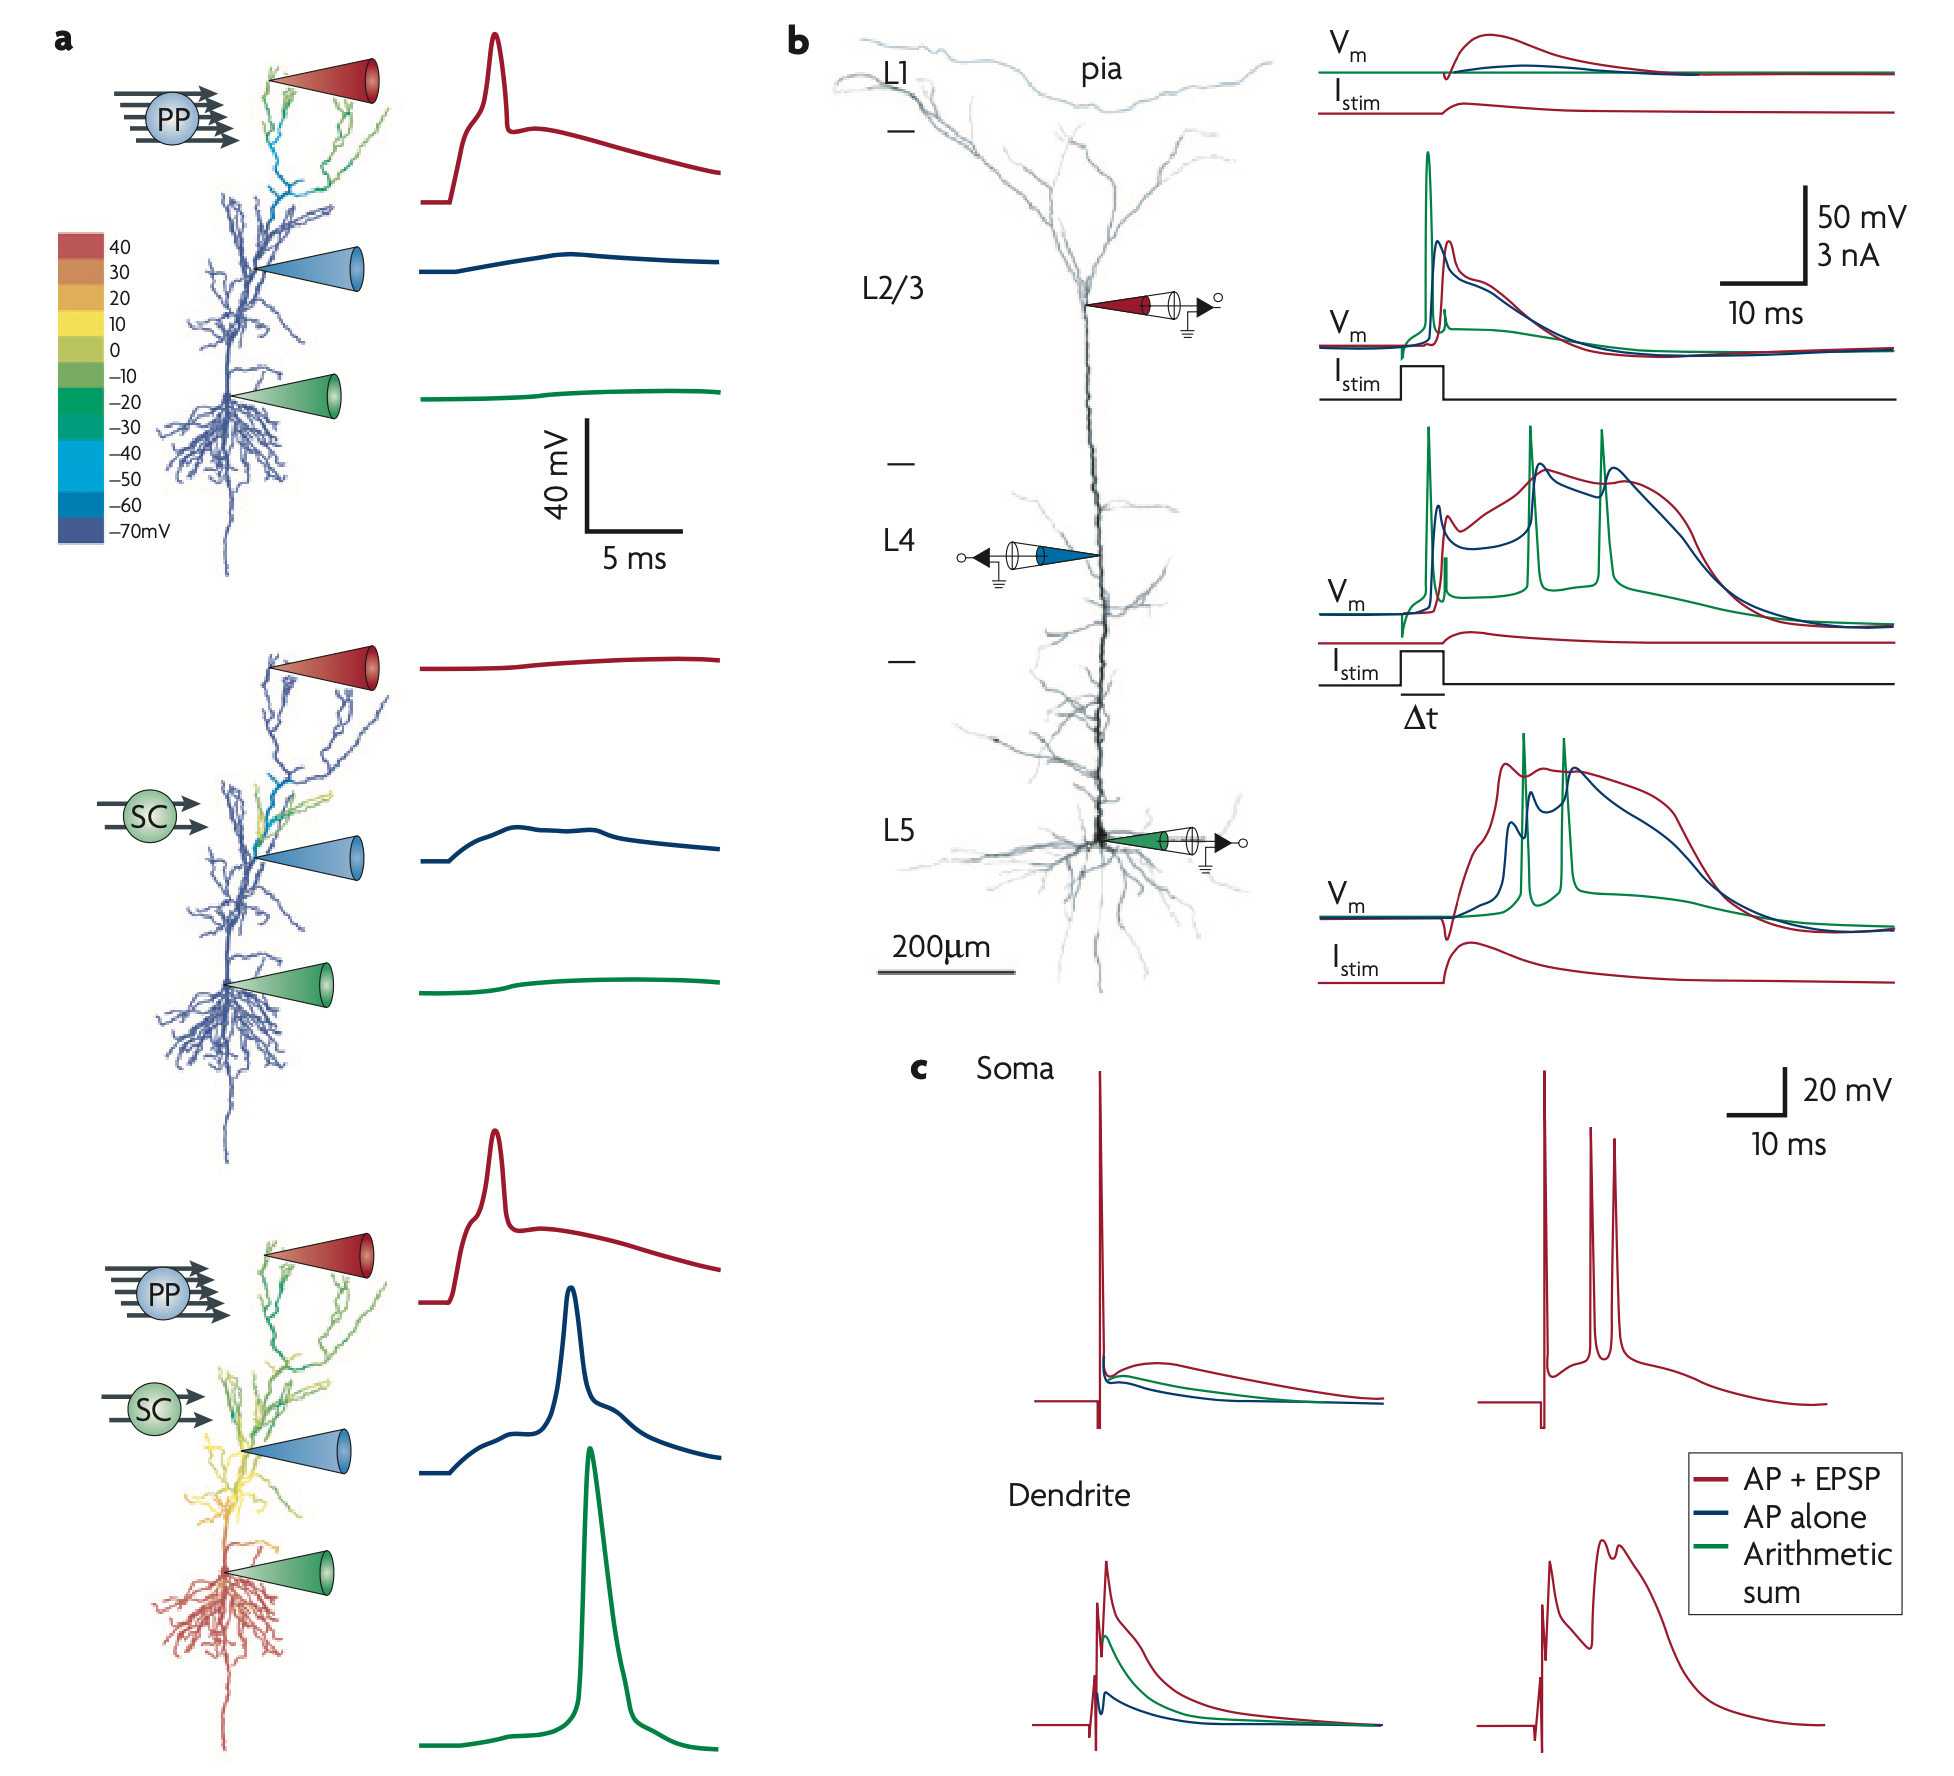 a
PP
40
30
20
10
0
–10
–20
–30
–40
–50
–60
–70mV
40 mV
5 ms
SC
PP
SC
b
pia
L1
L2/3
L4
L5
200μm
Vm
Istim
50 mV
3 nA
10 ms
Vm
Istim
Vm
Istim
Δt
Vm
Istim
c
Soma
20 mV
10 ms
Dendrite
AP + EPSP
AP alone
Arithmetic
sum